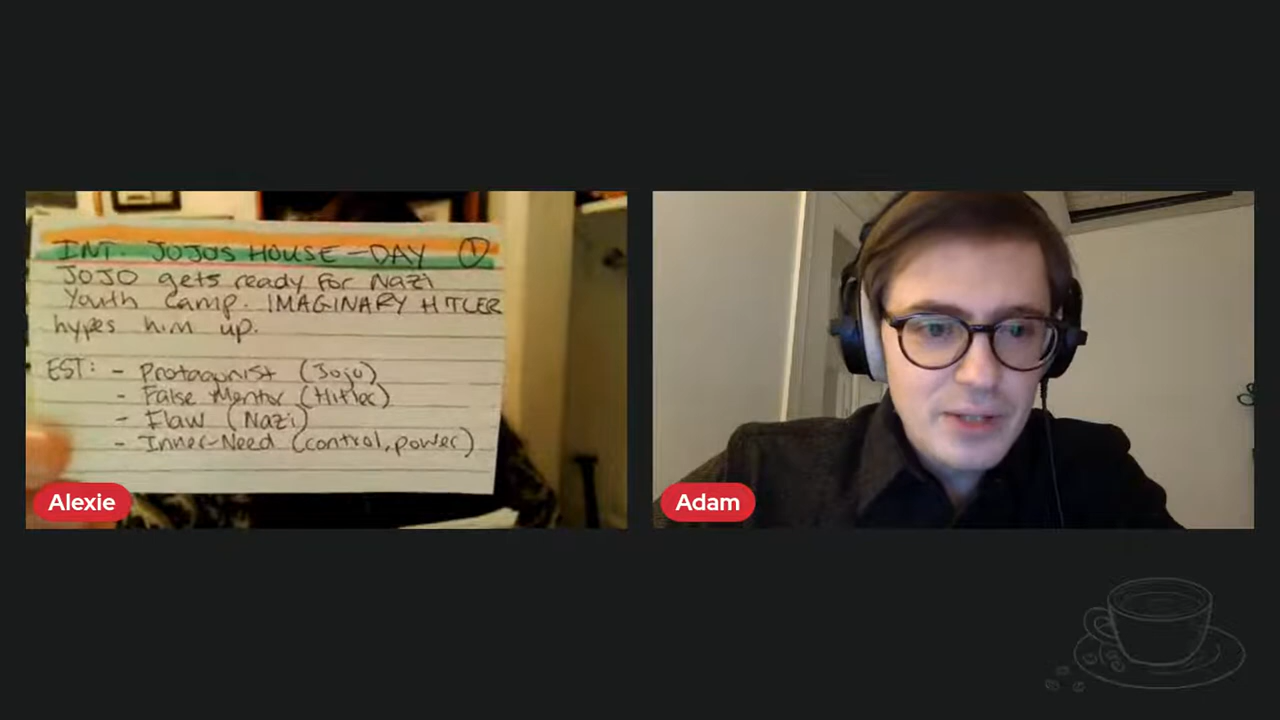 INT. JOJO'S HOUSE - DAY 1
JOJO gets ready for Nazi
Youth Camp. IMAGINARY HITLER
hypes him up.
EST: - Protagonist (Jojo)
- False Mentor (Hitler)
- Flaw (Nazi)
- Inner-Need (control, power)
Alexie
Adam